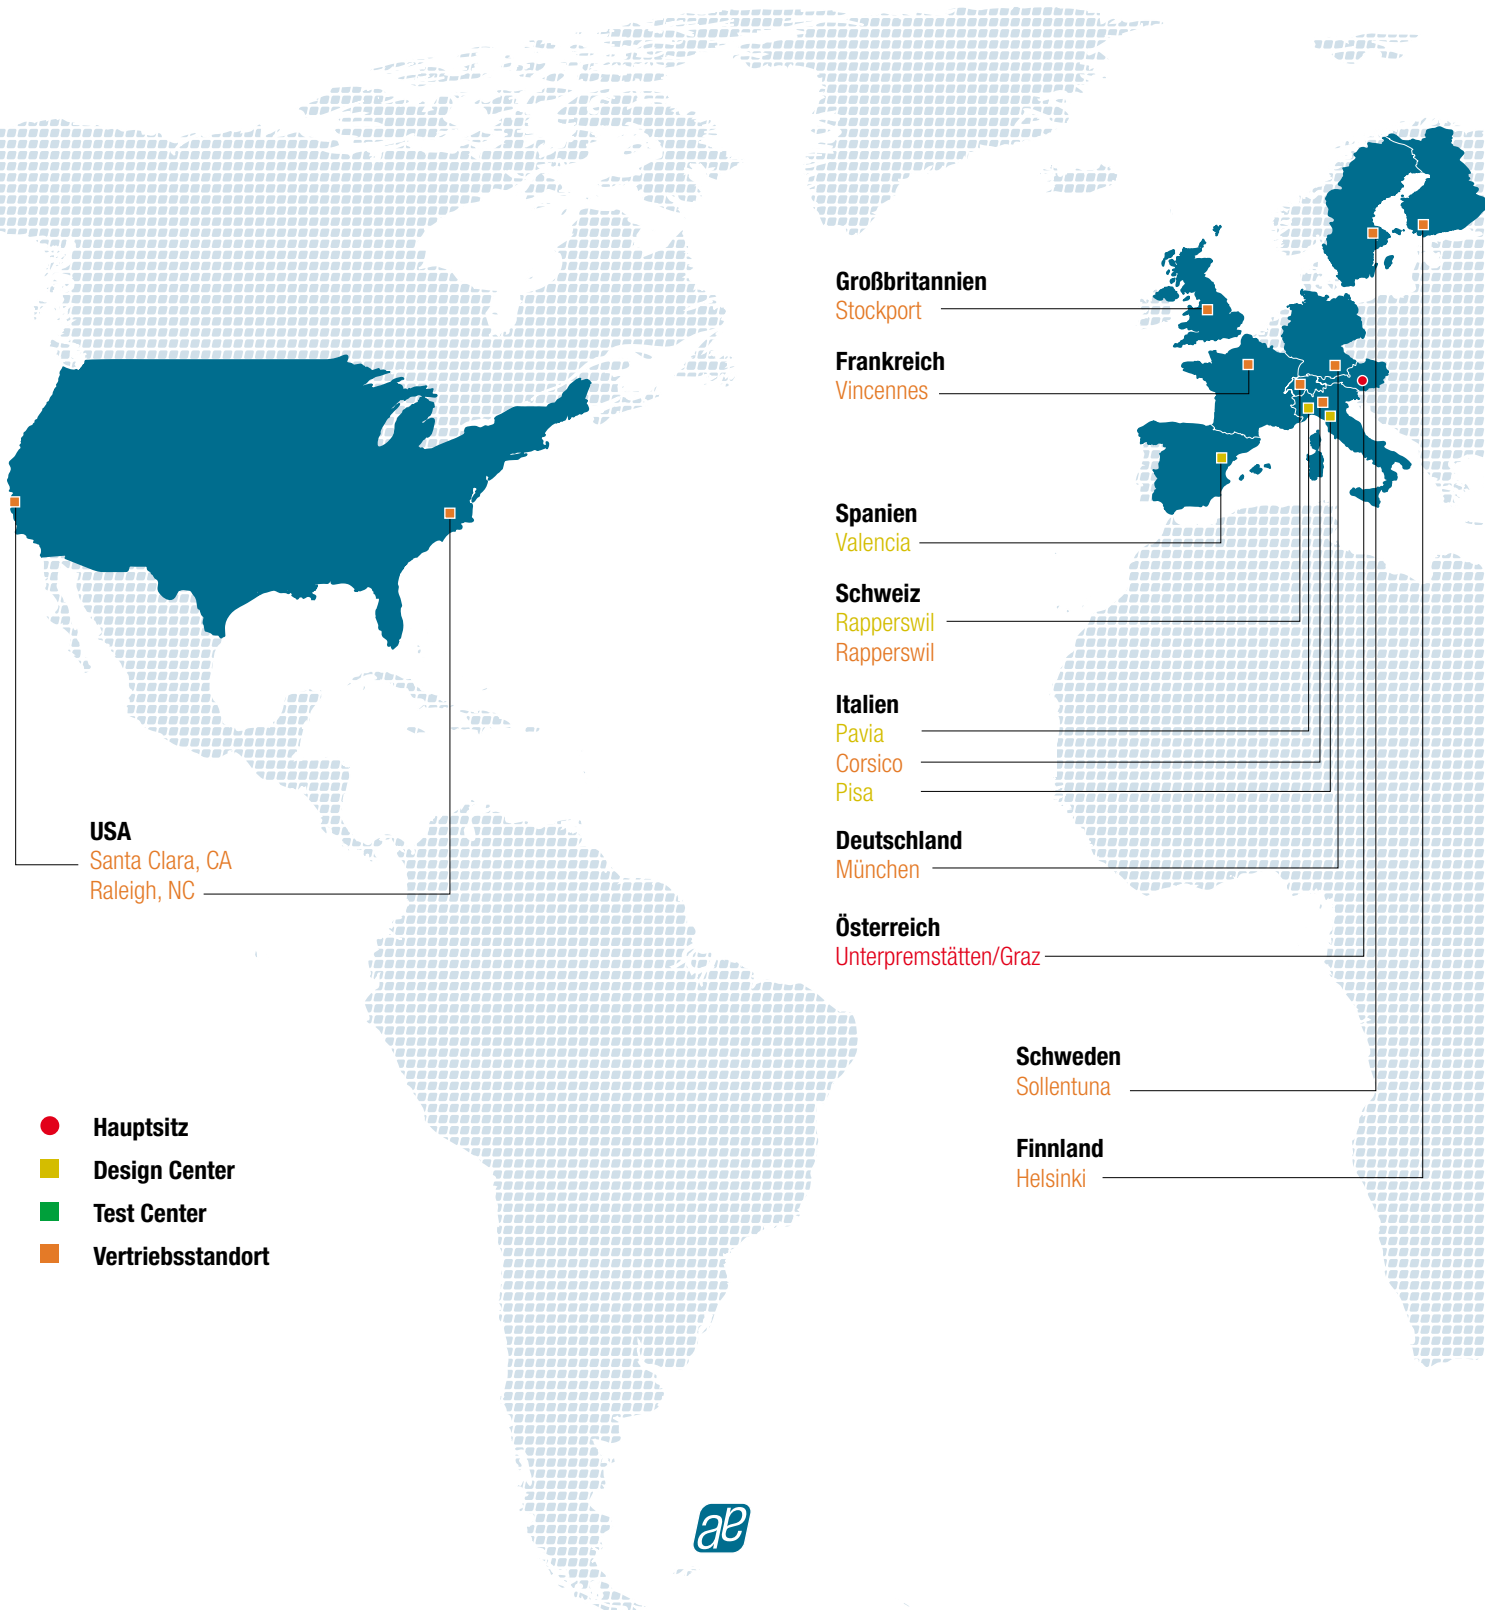 Großbritannien
Stockport
Frankreich
Vincennes
Spanien
Valencia
Schweiz
Rapperswil
Rapperswil
Italien
Pavia
Corsico
Pisa
USA
Santa Clara, CA
Raleigh, NC
Deutschland
München
Österreich
Unterpremstätten/Graz
Schweden
Sollentuna
Finnland
Helsinki
Hauptsitz
Design Center
Test Center
Vertriebsstandort
ae